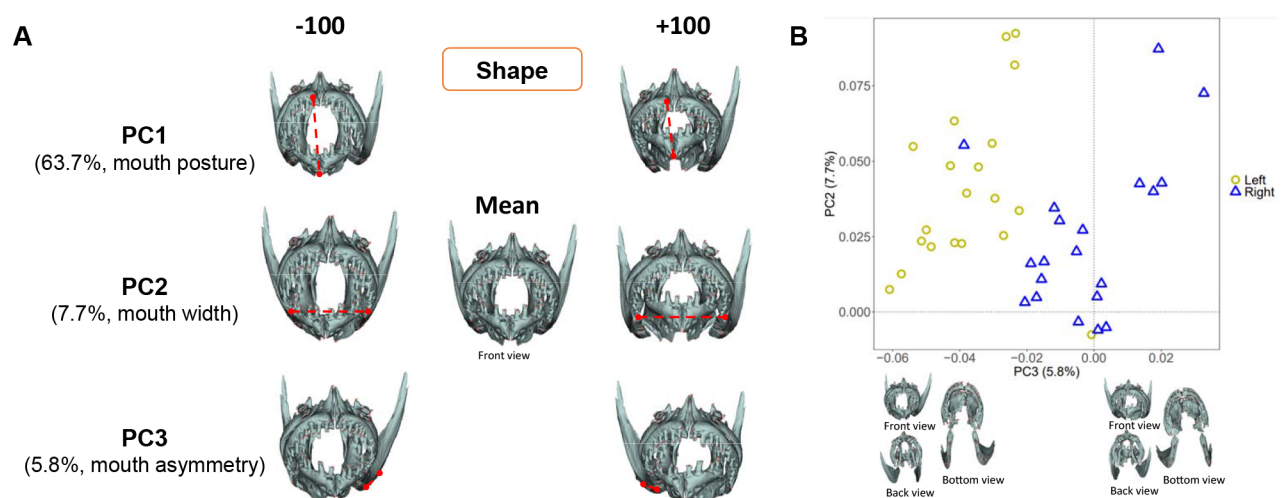 A
-100
+100
Shape
PC1
(63.7%, mouth posture)
Mean
PC2
(7.7%, mouth width)
Front view
PC3
(5.8%, mouth asymmetry)
B
PC2 (7.7%)
0.075
0.050
0.025
0.000
−0.06
−0.04
−0.02
0.00
0.02
PC3 (5.8%)
Left
Right
Front view
Back view
Bottom view
Front view
Back view
Bottom view